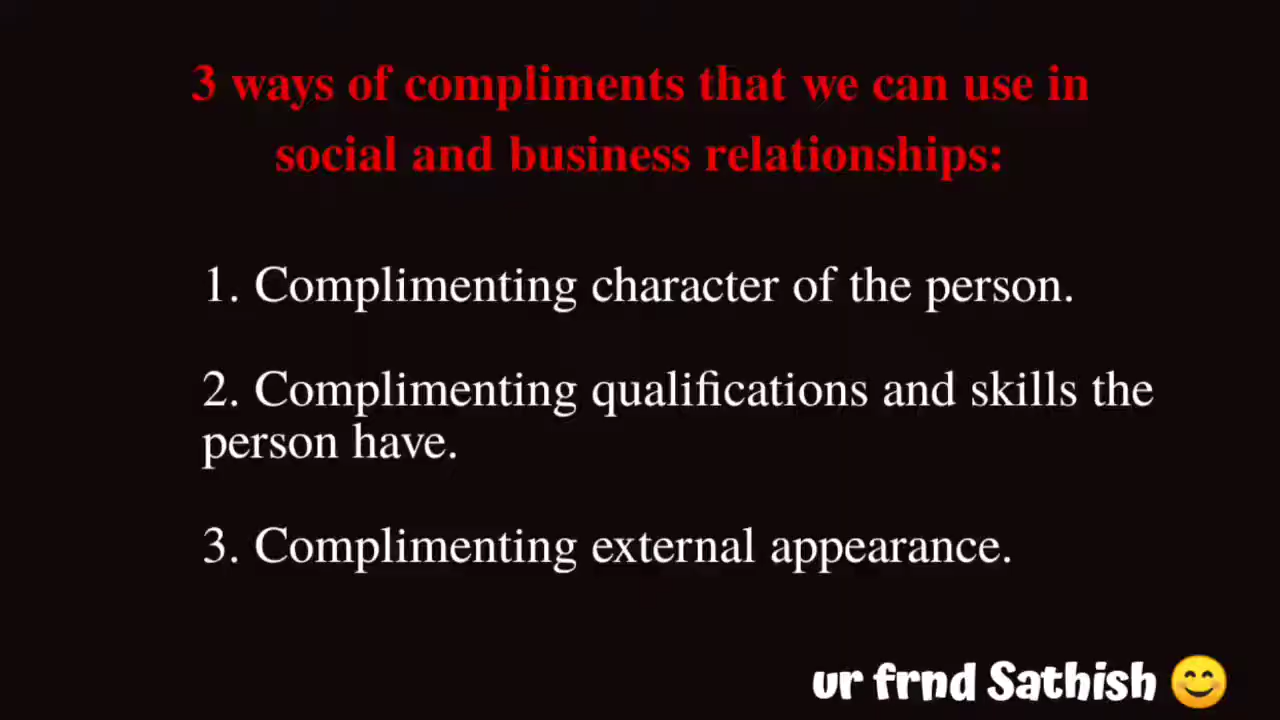 3 ways of compliments that we can use in
social and business relationships:
1. Complimenting character of the person.
2. Complimenting qualifications and skills the
person have.
3. Complimenting external appearance.
ur frnd Sathish 😊